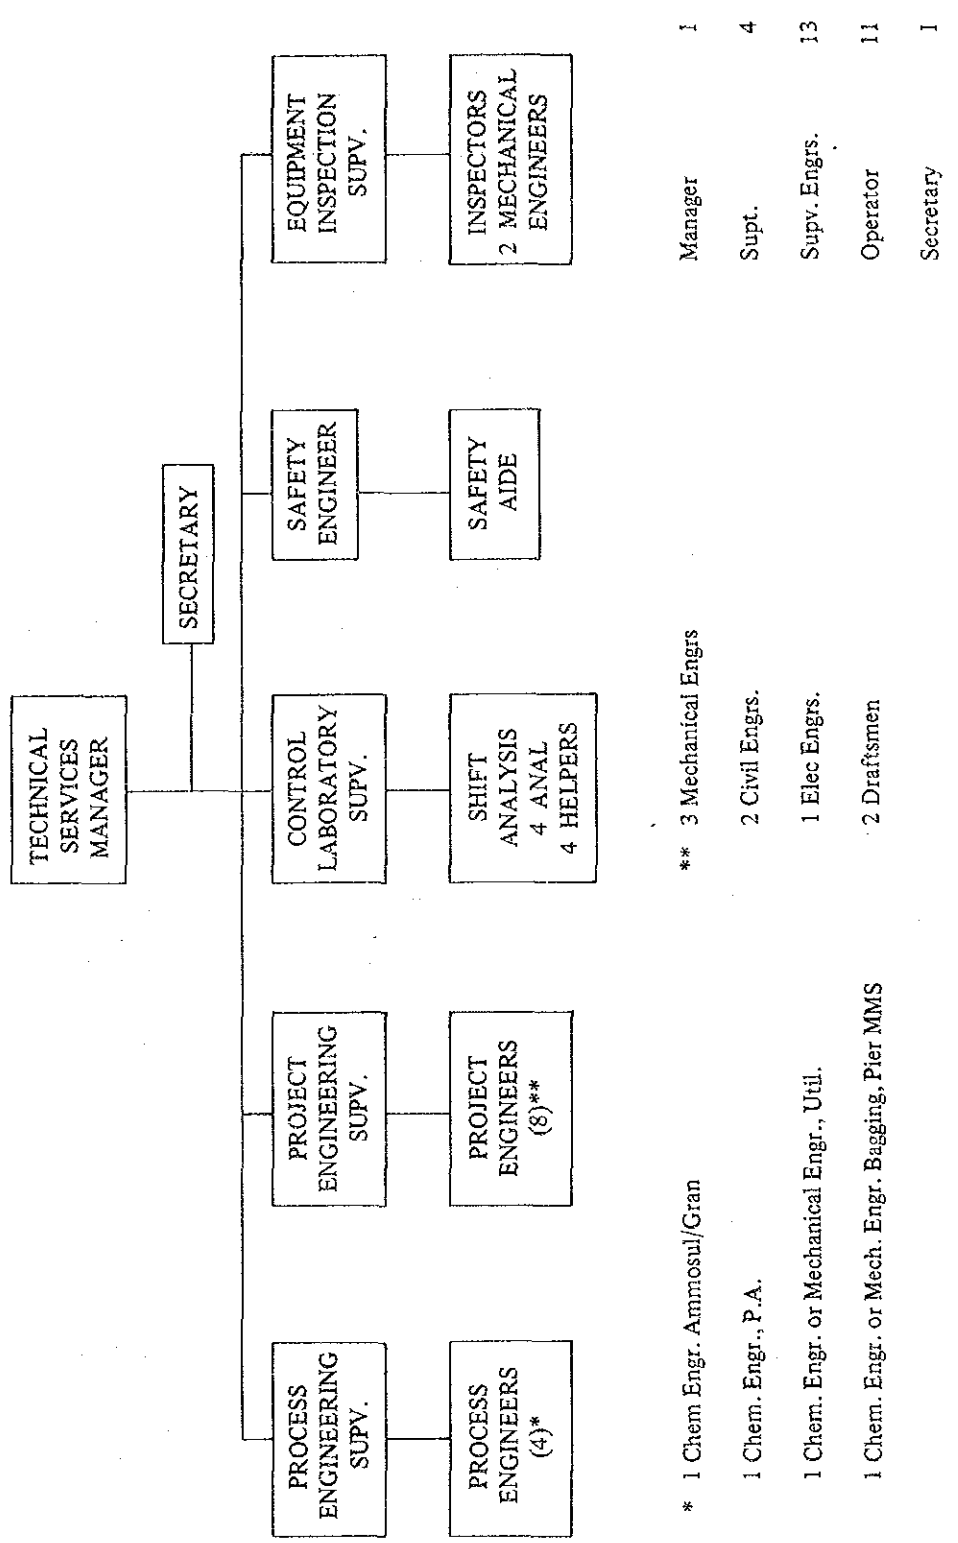 TECHNICAL
SERVICES
MANAGER
SECRETARY
PROCESS
ENGINEERING
SUPV.
PROJECT
ENGINEERING
SUPV.
CONTROL
LABORATORY
SUPV.
SAFETY
ENGINEER
EQUIPMENT
INSPECTION
SUPV.
PROCESS
ENGINEERS
(4)*
PROJECT
ENGINEERS
(8)**
SHIFT
ANALYSIS
4 ANAL
4 HELPERS
SAFETY
AIDE
INSPECTORS
2 MECHANICAL
ENGINEERS
* 1 Chem Engr. Ammosul/Gran
1 Chem. Engr., P.A.
1 Chem. Engr. or Mechanical Engr., Util.
1 Chem. Engr. or Mech. Engr. Bagging, Pier MMS
** 3 Mechanical Engrs
2 Civil Engrs.
1 Elec Engrs.
2 Draftsmen
Manager 1
Supt. 4
Supv. Engrs. 13
Operator 11
Secretary 1